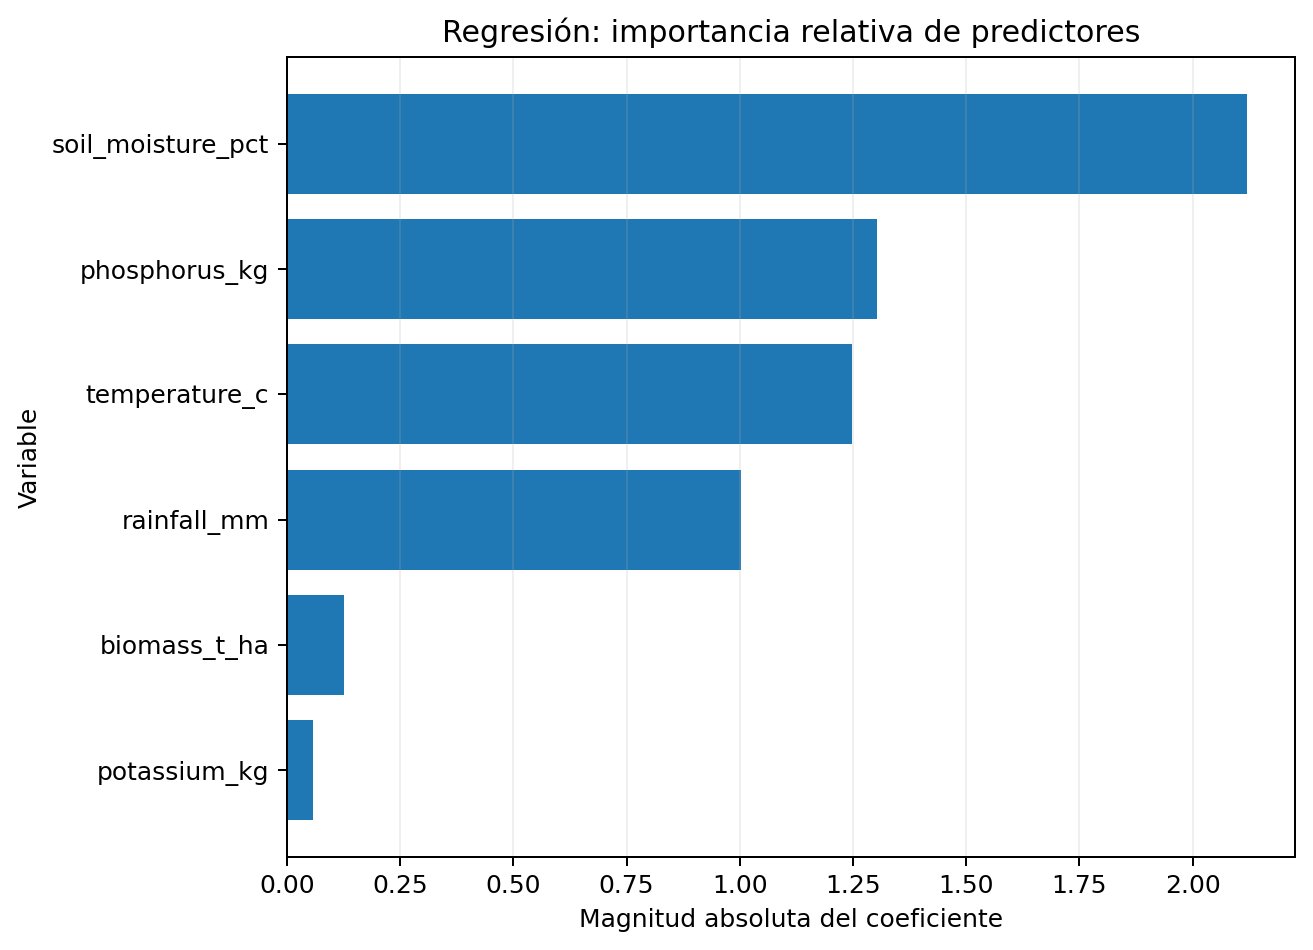 Regresión: importancia relativa de predictores
soil_moisture_pct
phosphorus_kg
temperature_c
rainfall_mm
biomass_t_ha
potassium_kg
Variable
0.00 0.25 0.50 0.75 1.00 1.25 1.50 1.75 2.00
Magnitud absoluta del coeficiente